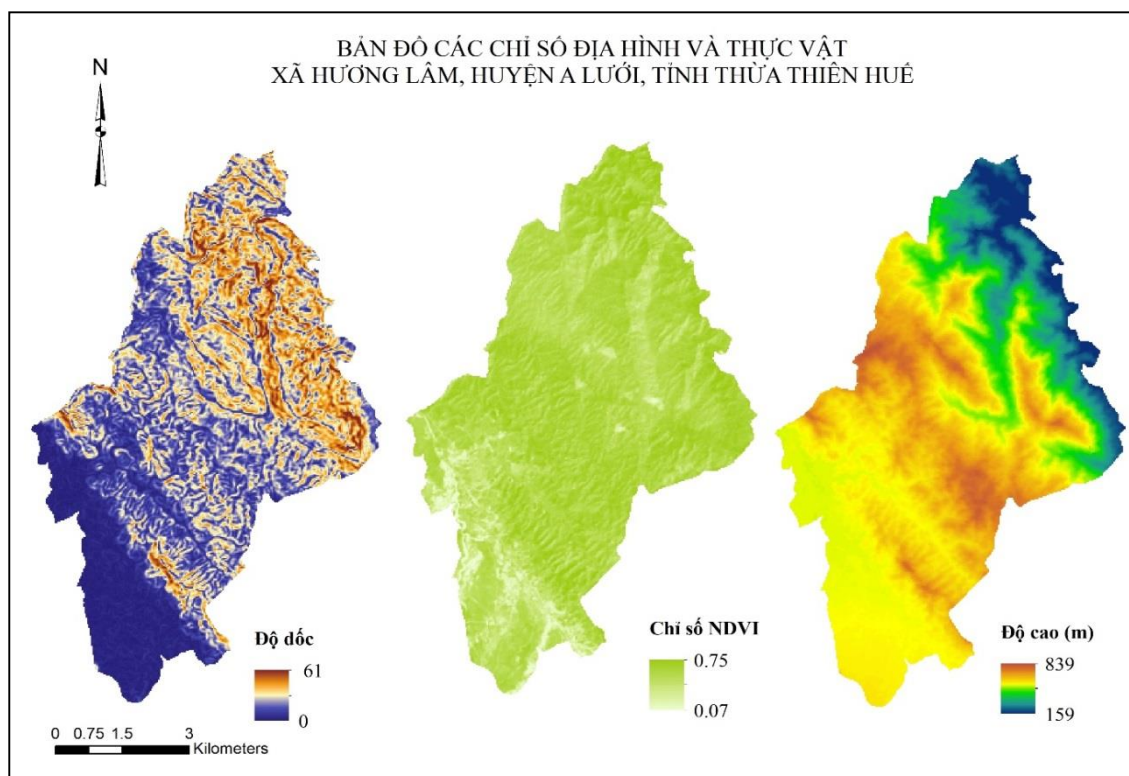 BẢN ĐỒ CÁC CHỈ SỐ ĐỊA HÌNH VÀ THỰC VẬT
XÃ HƯƠNG LÂM, HUYỆN A LƯỚI, TỈNH THỪA THIÊN HUẾ
N
Độ dốc
61
0
0 0.75 1.5 3
Kilometers
Chỉ số NDVI
0.75
0.07
Độ cao (m)
839
159